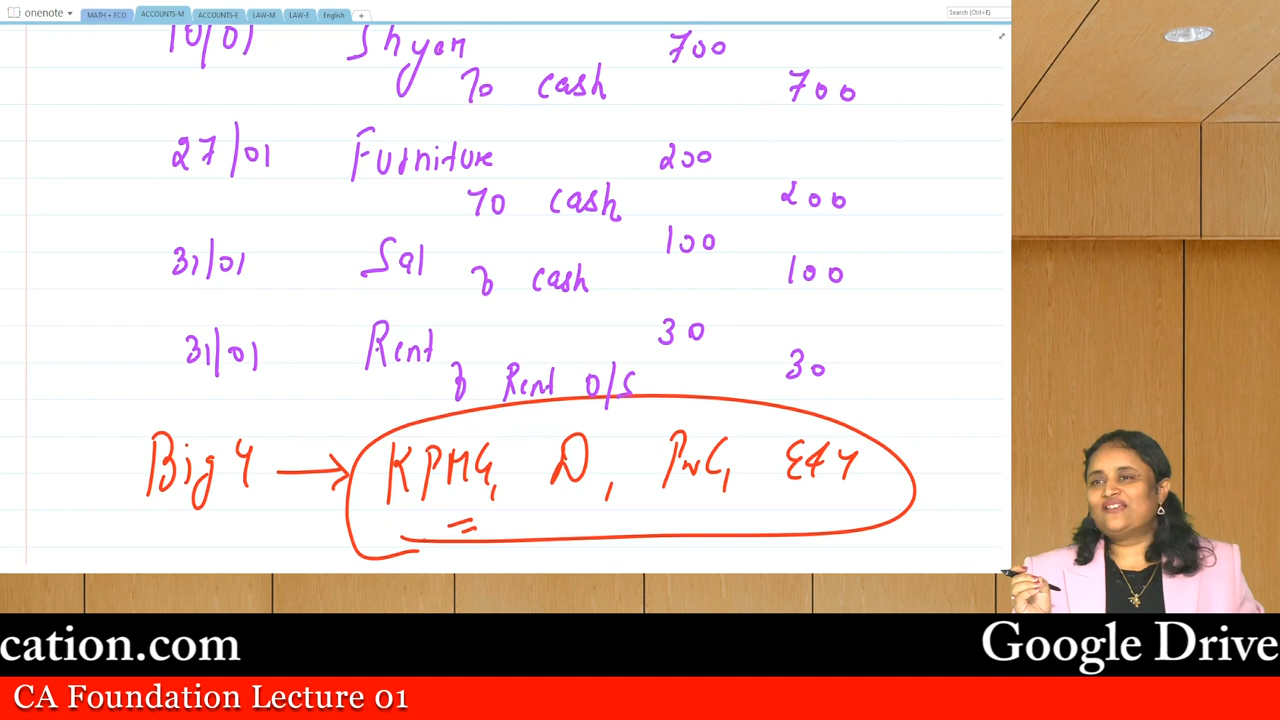 onenote MATH + ECO ACCOUNTS-M ACCOUNTS-E LAW-M LAW-E English + Search (Ctrl+E)
10/01 Shyam 700
To cash 700
27/01 Furniture 200
To cash 200
31/01 Sal 100
To cash 100
31/01 Rent 30
To Rent o/s 30
Big 4 → KPMG, D, PwC, E&Y
cation.com Google Drive
CA Foundation Lecture 01